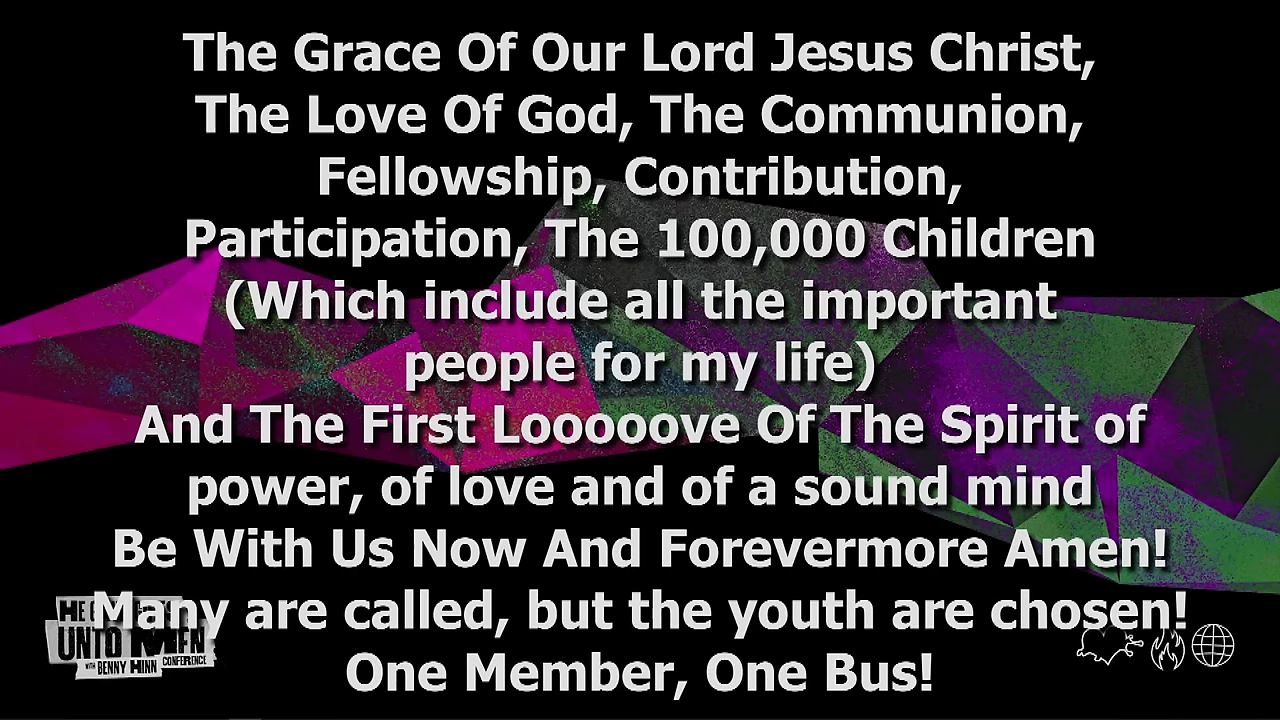 The Grace Of Our Lord Jesus Christ,
The Love Of God, The Communion,
Fellowship, Contribution,
Participation, The 100,000 Children
(Which include all the important
people for my life)
And The First Looooove Of The Spirit of
power, of love and of a sound mind
Be With Us Now And Forevermore Amen!
Many are called, but the youth are chosen!
One Member, One Bus!
HE
UNTO MEN
WITH BENNY HINN CONFERENCE